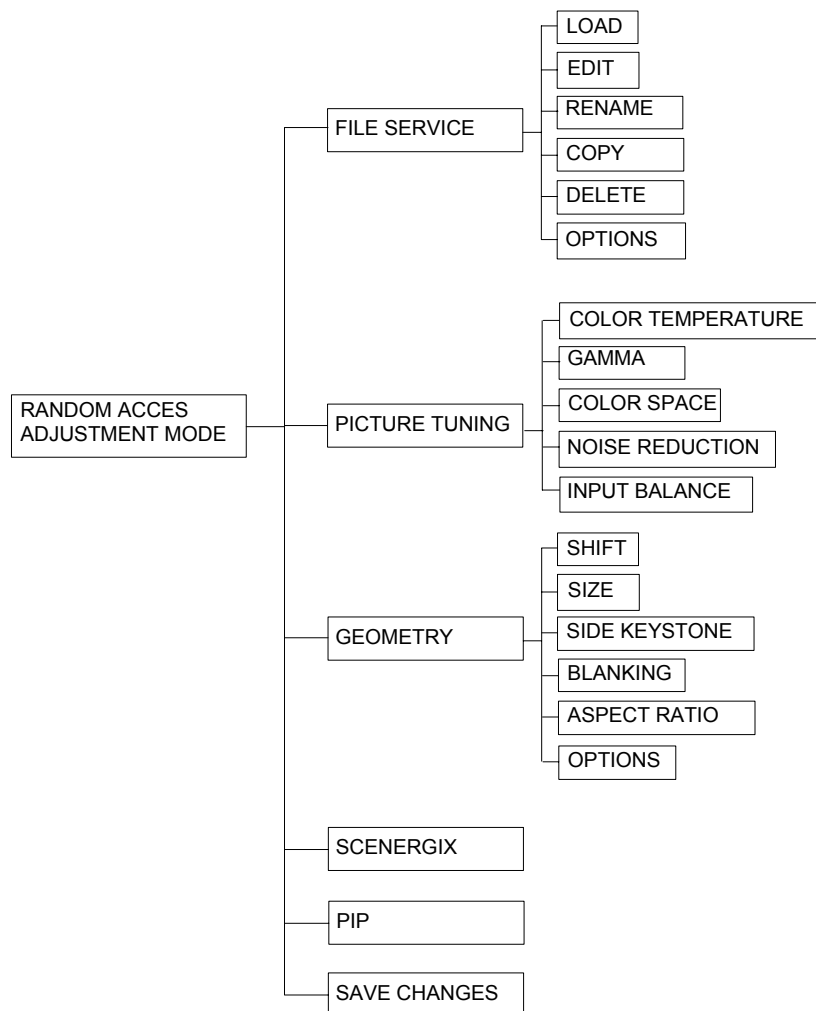 RANDOM ACCES
ADJUSTMENT MODE
FILE SERVICE
LOAD
EDIT
RENAME
COPY
DELETE
OPTIONS
PICTURE TUNING
COLOR TEMPERATURE
GAMMA
COLOR SPACE
NOISE REDUCTION
INPUT BALANCE
GEOMETRY
SHIFT
SIZE
SIDE KEYSTONE
BLANKING
ASPECT RATIO
OPTIONS
SCENERGIX
PIP
SAVE CHANGES